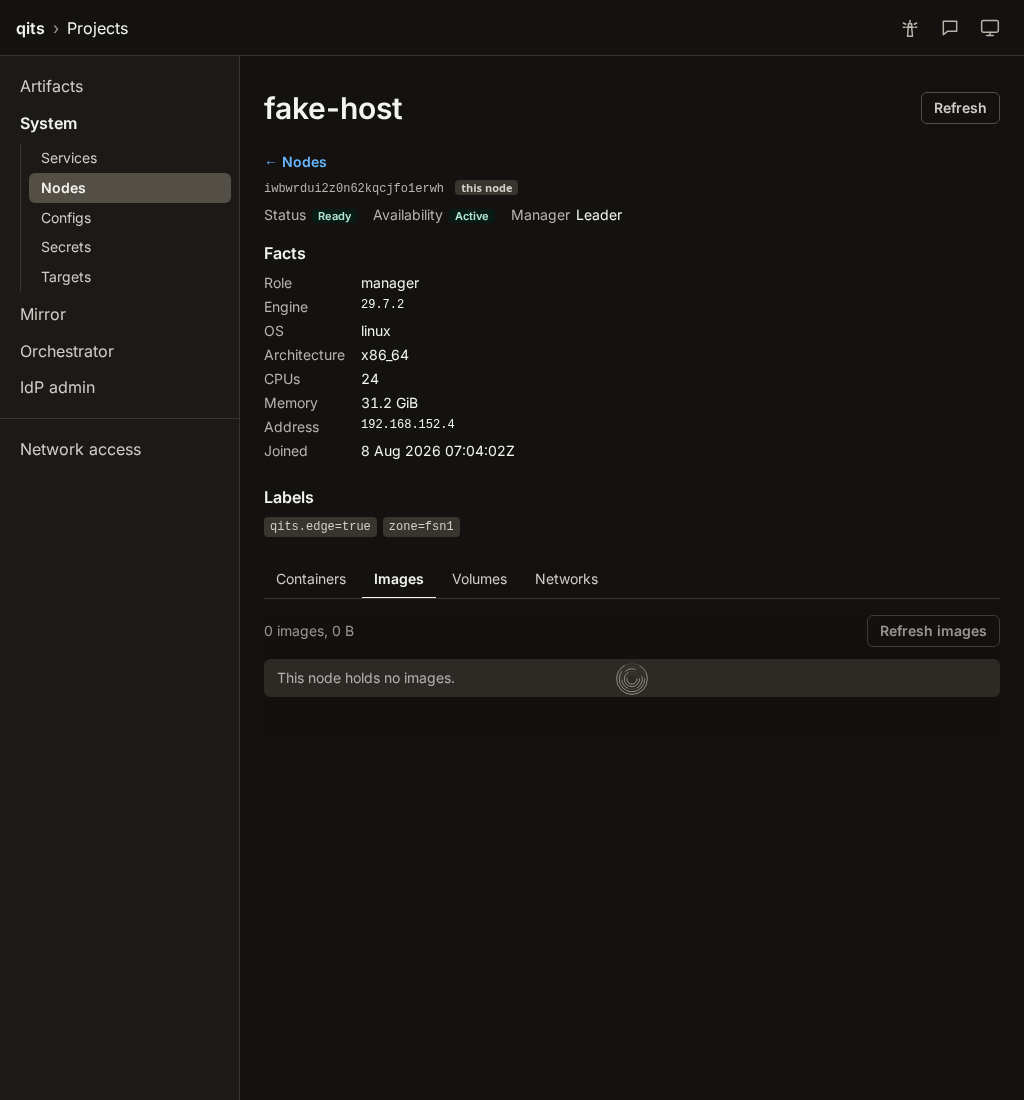 qits › Projects
Artifacts
System
Services
Nodes
Configs
Secrets
Targets
Mirror
Orchestrator
IdP admin
Network access
fake-host
Refresh
← Nodes
iwbwrdui2z0n62kqcjfo1erwh this node
Status Ready Availability Active Manager Leader
Facts
Role manager
Engine 29.7.2
OS linux
Architecture x86_64
CPUs 24
Memory 31.2 GiB
Address 192.168.152.4
Joined 8 Aug 2026 07:04:02Z
Labels
qits.edge=true zone=fsn1
Containers Images Volumes Networks
0 images, 0 B
Refresh images
This node holds no images.